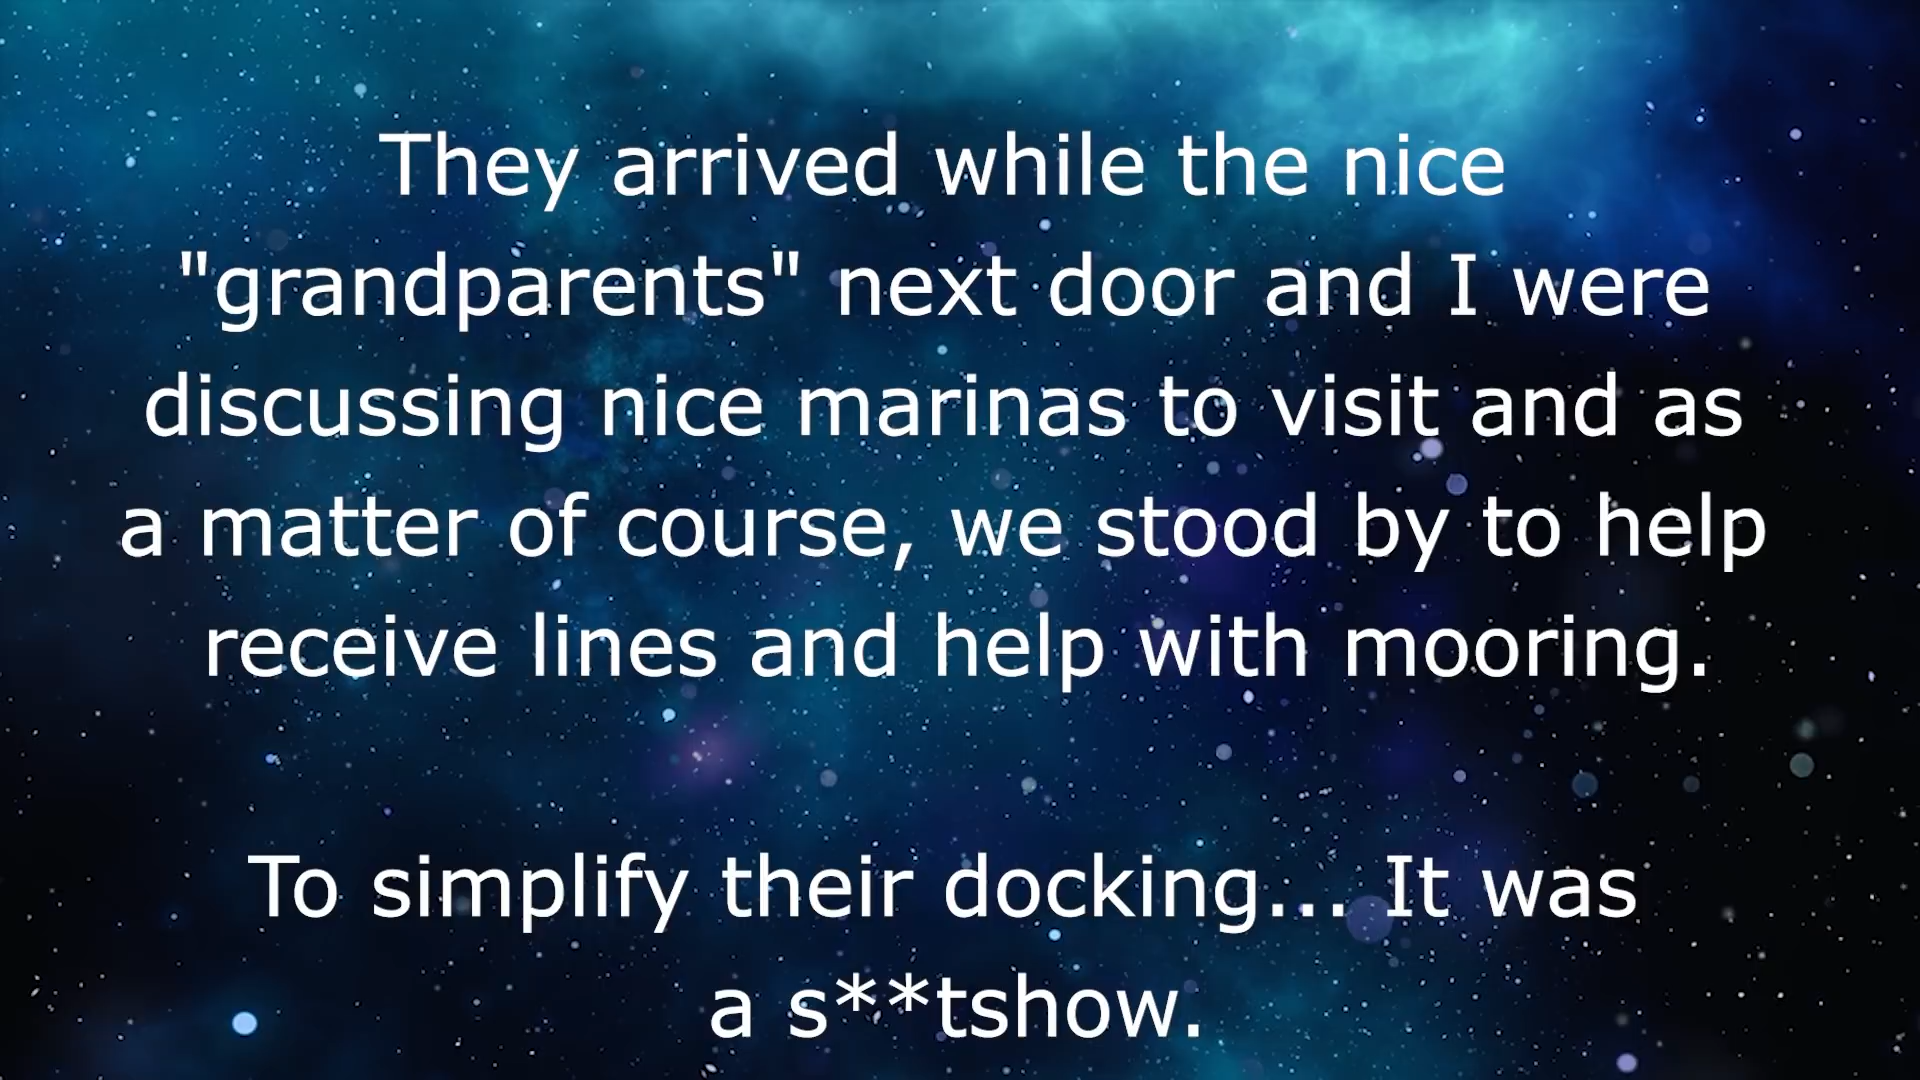 They arrived while the nice
"grandparents" next door and I were
discussing nice marinas to visit and as
a matter of course, we stood by to help
receive lines and help with mooring.
To simplify their docking... It was
a s**tshow.